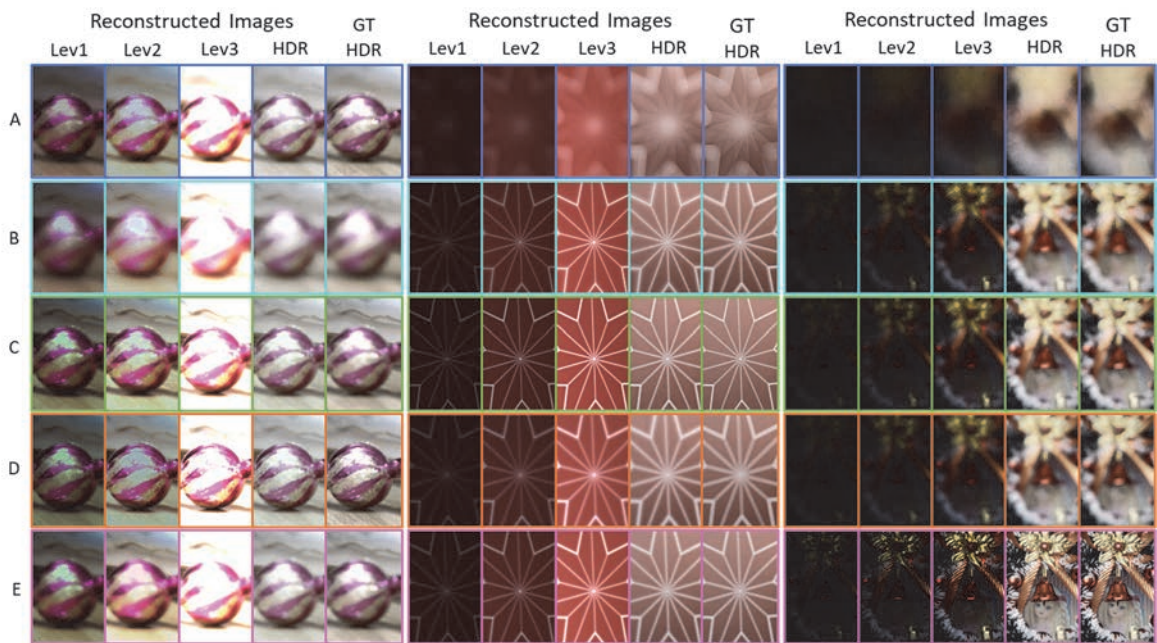 Reconstructed Images GT Reconstructed Images GT Reconstructed Images GT
Lev1 Lev2 Lev3 HDR HDR Lev1 Lev2 Lev3 HDR HDR Lev1 Lev2 Lev3 HDR HDR
A
B
C
D
E